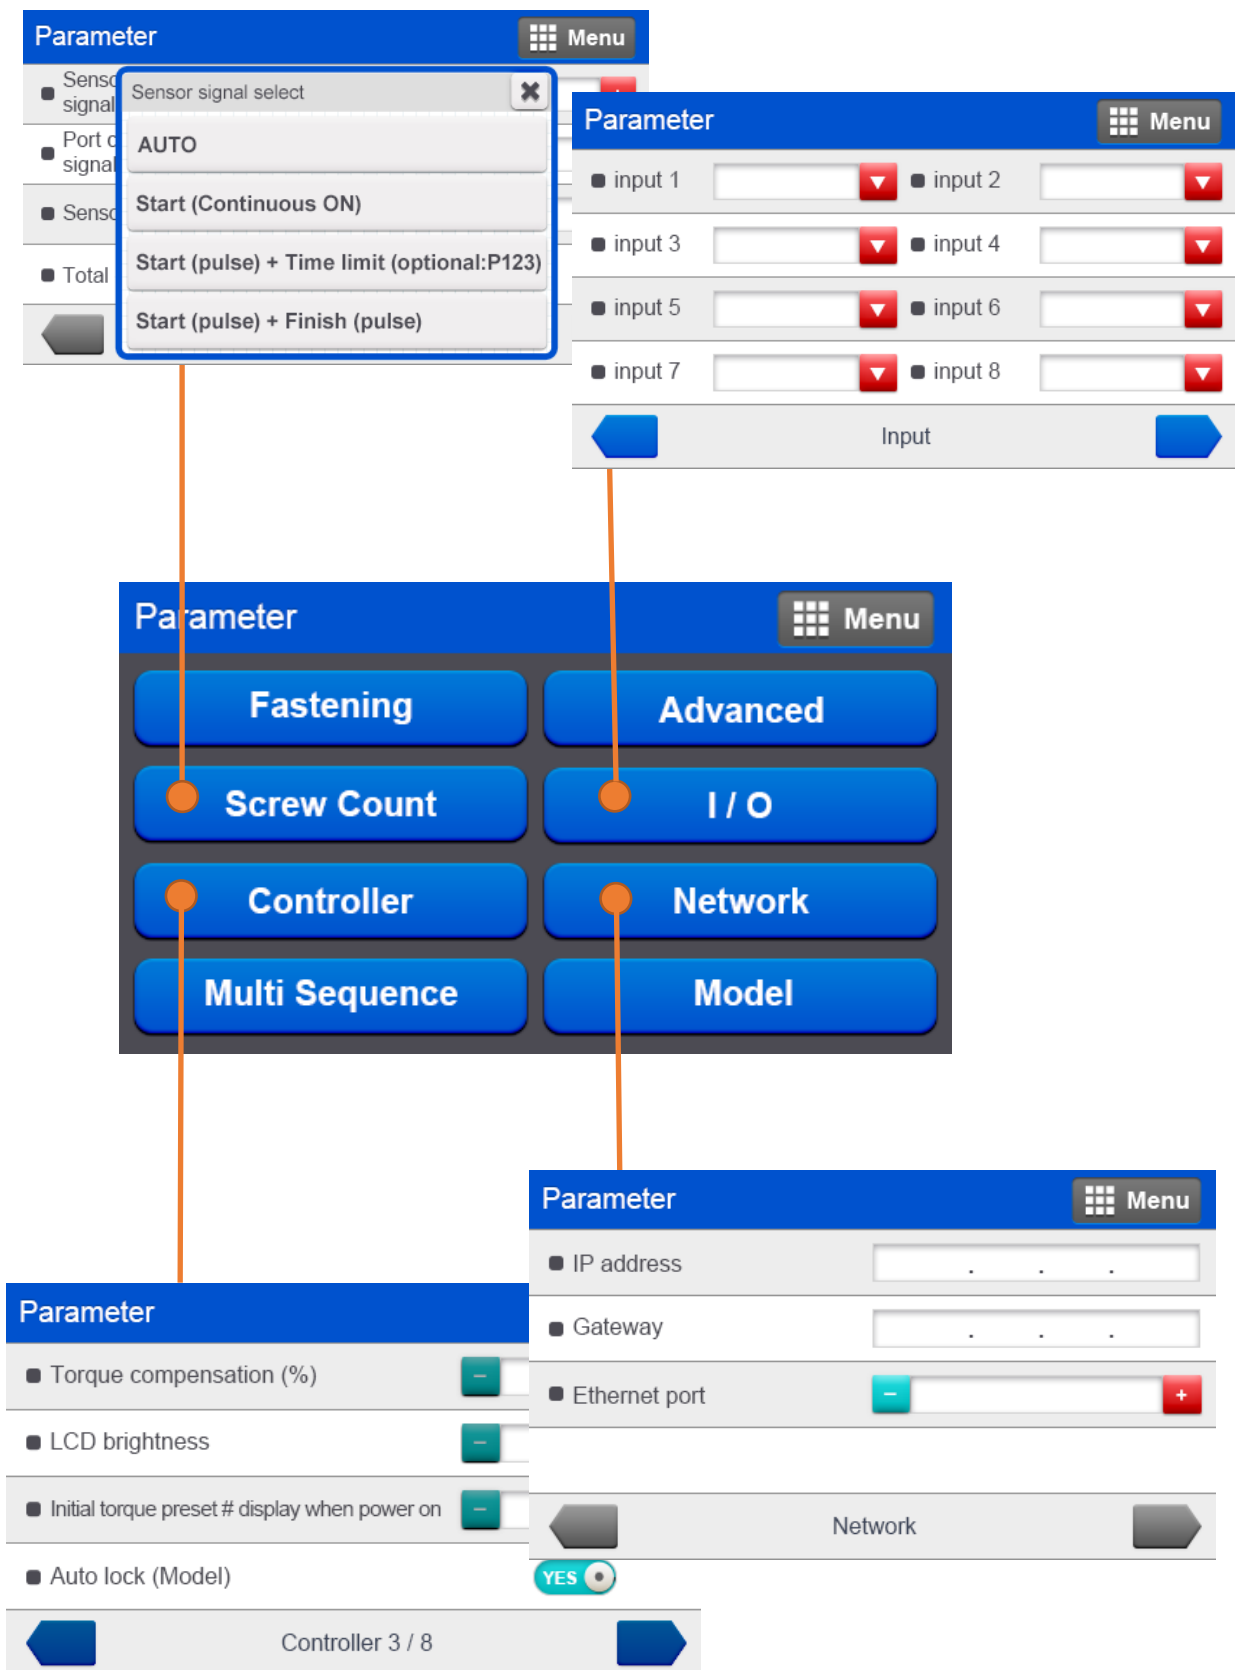 Parameter
Menu
signal
Sensor signal select
AUTO
Port
signal
Start (Continuous ON)
Start (pulse) + Time limit (optional:P123)
Total
Start (pulse) + Finish (pulse)
Parameter
Menu
input 1
input 2
input 3
input 4
input 5
input 6
input 7
input 8
Input
Parameter
Menu
Fastening
Advanced
Screw Count
I / O
Controller
Network
Multi Sequence
Model
Parameter
Menu
IP address
. . .
Gateway
. . .
Ethernet port
- +
Network
Parameter
Torque compensation (%)
-
LCD brightness
-
Initial torque preset # display when power on
-
Auto lock (Model)
YES
Controller 3 / 8